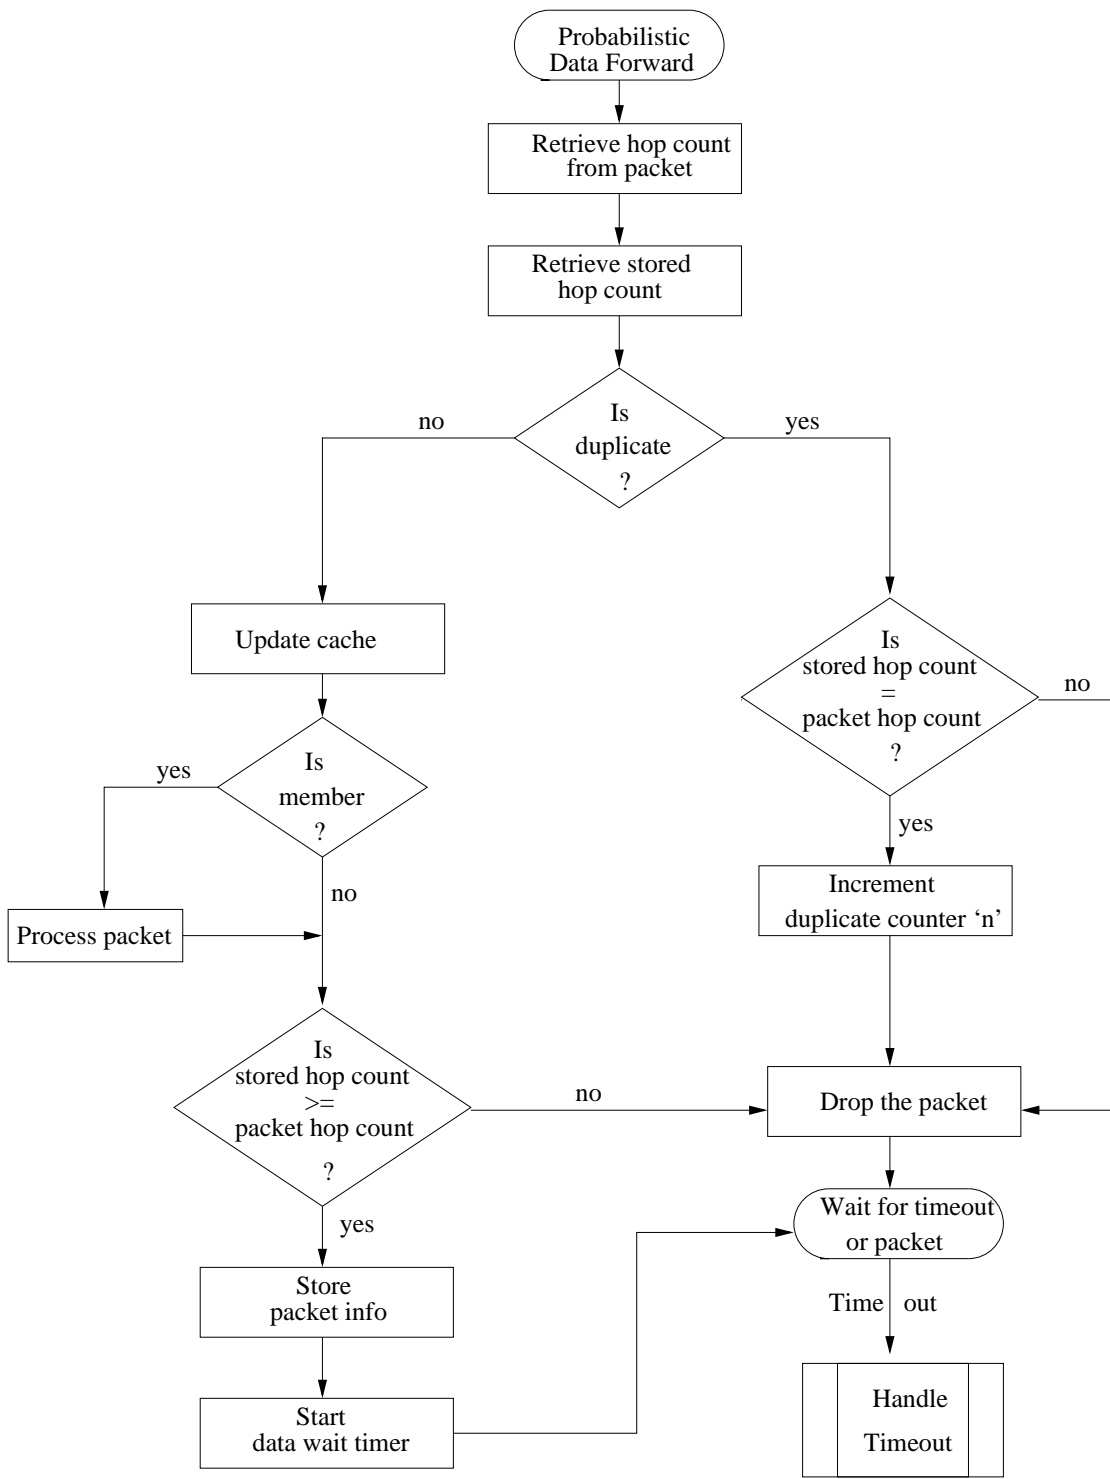 Probabilistic
Data Forward
Retrieve hop count
from packet
Retrieve stored
hop count
Is
duplicate
?
no
yes
Update cache
Is
stored hop count
=
packet hop count
?
no
yes
Is
member
?
yes
no
Increment
duplicate counter ‘n’
Process packet
Is
stored hop count
>=
packet hop count
?
no
yes
Drop the packet
Wait for timeout
or packet
Time out
Store
packet info
Start
data wait timer
Handle
Timeout